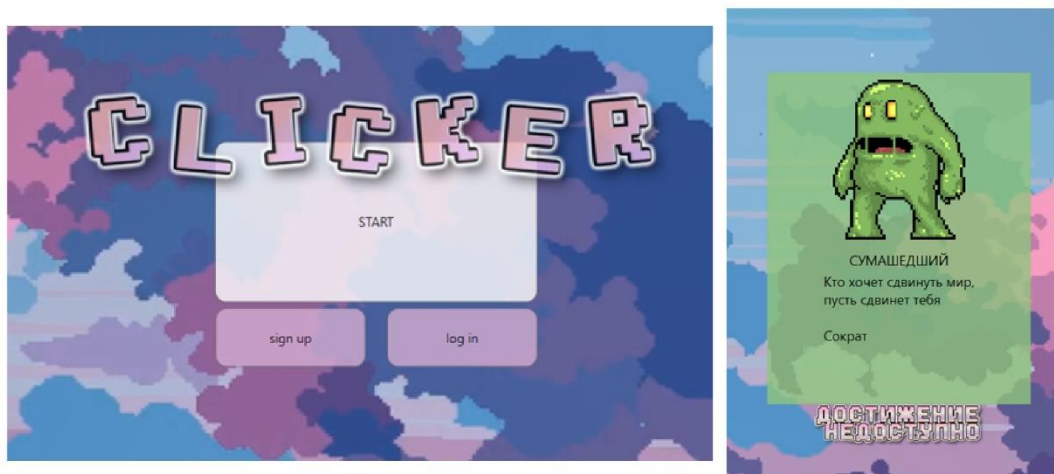 CLICKER
START
sign up
log in
СУМАШЕДШИЙ
Кто хочет сдвинуть мир,
пусть сдвинет тебя
Сократ
ДОСТИЖЕНИЕ
НЕДОСТУПНО